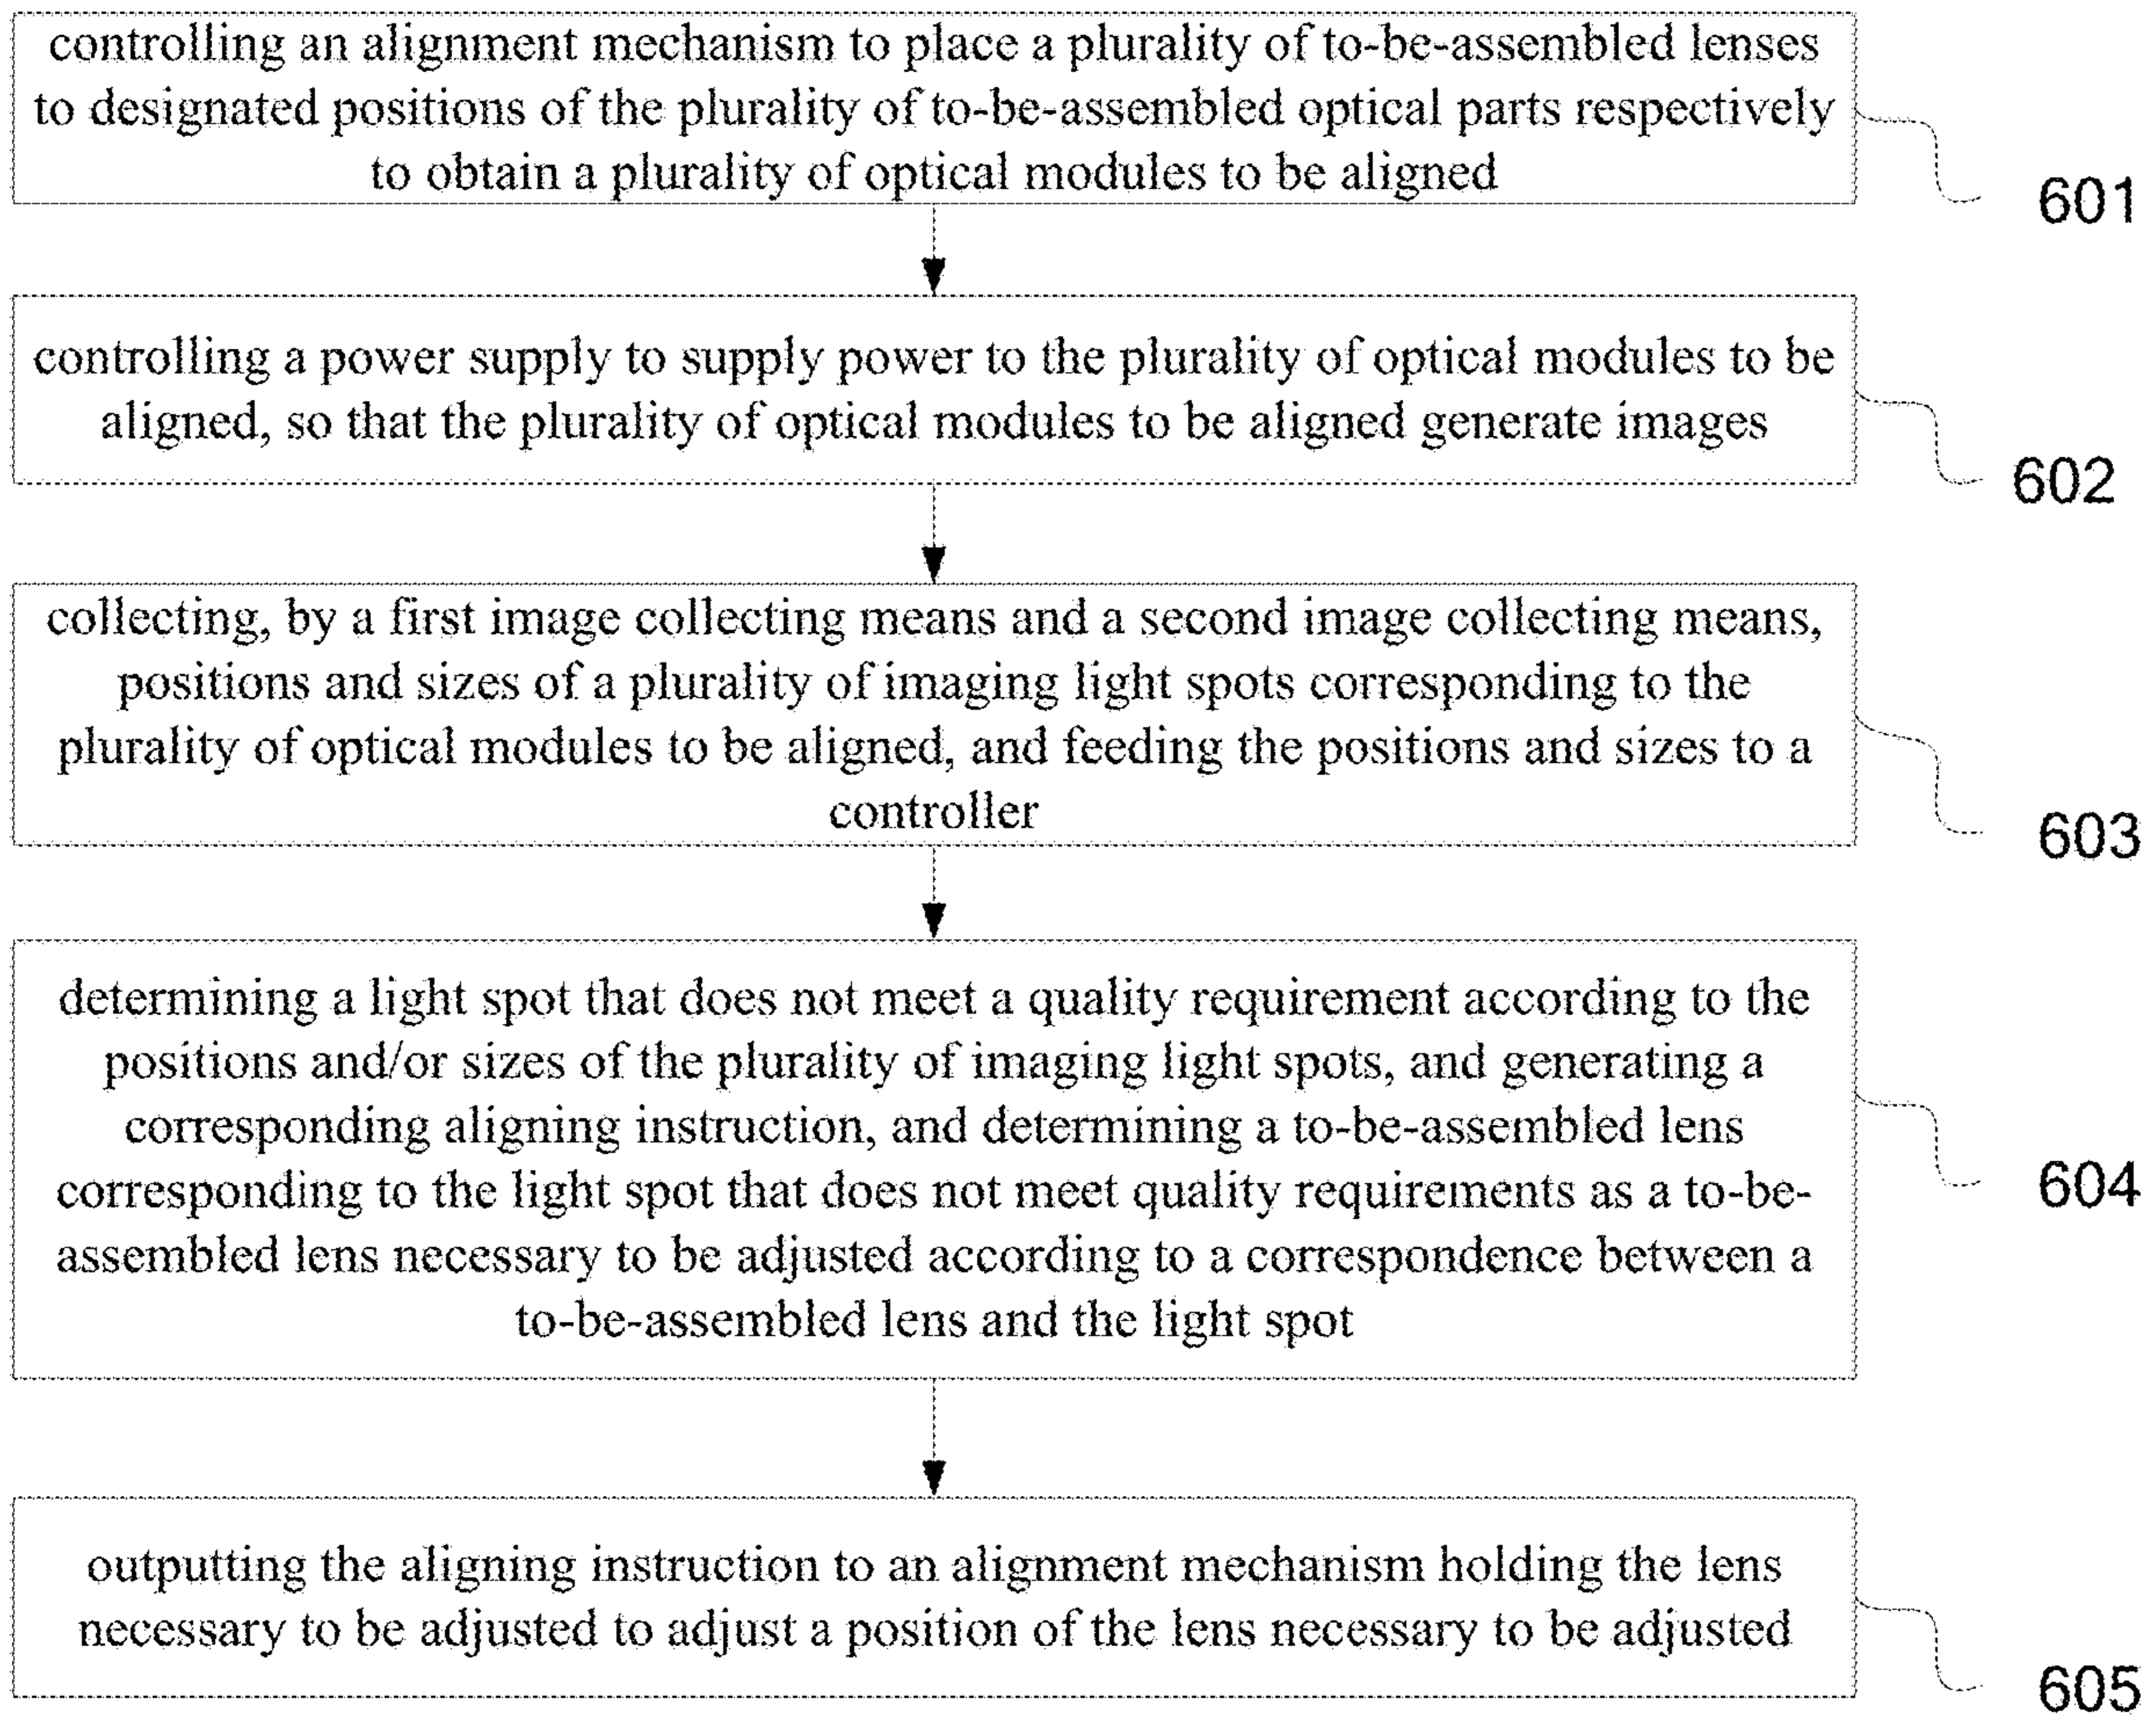 controlling an alignment mechanism to place a plurality of to-be-assembled lenses
to designated positions of the plurality of to-be-assembled optical parts respectively
to obtain a plurality of optical modules to be aligned
601
controlling a power supply to supply power to the plurality of optical modules to be
aligned, so that the plurality of optical modules to be aligned generate images
602
collecting, by a first image collecting means and a second image collecting means,
positions and sizes of a plurality of imaging light spots corresponding to the
plurality of optical modules to be aligned, and feeding the positions and sizes to a
controller
603
determining a light spot that does not meet a quality requirement according to the
positions and/or sizes of the plurality of imaging light spots, and generating a
corresponding aligning instruction, and determining a to-be-assembled lens
corresponding to the light spot that does not meet quality requirements as a to-be-
assembled lens necessary to be adjusted according to a correspondence between a
to-be-assembled lens and the light spot
604
outputting the aligning instruction to an alignment mechanism holding the lens
necessary to be adjusted to adjust a position of the lens necessary to be adjusted
605